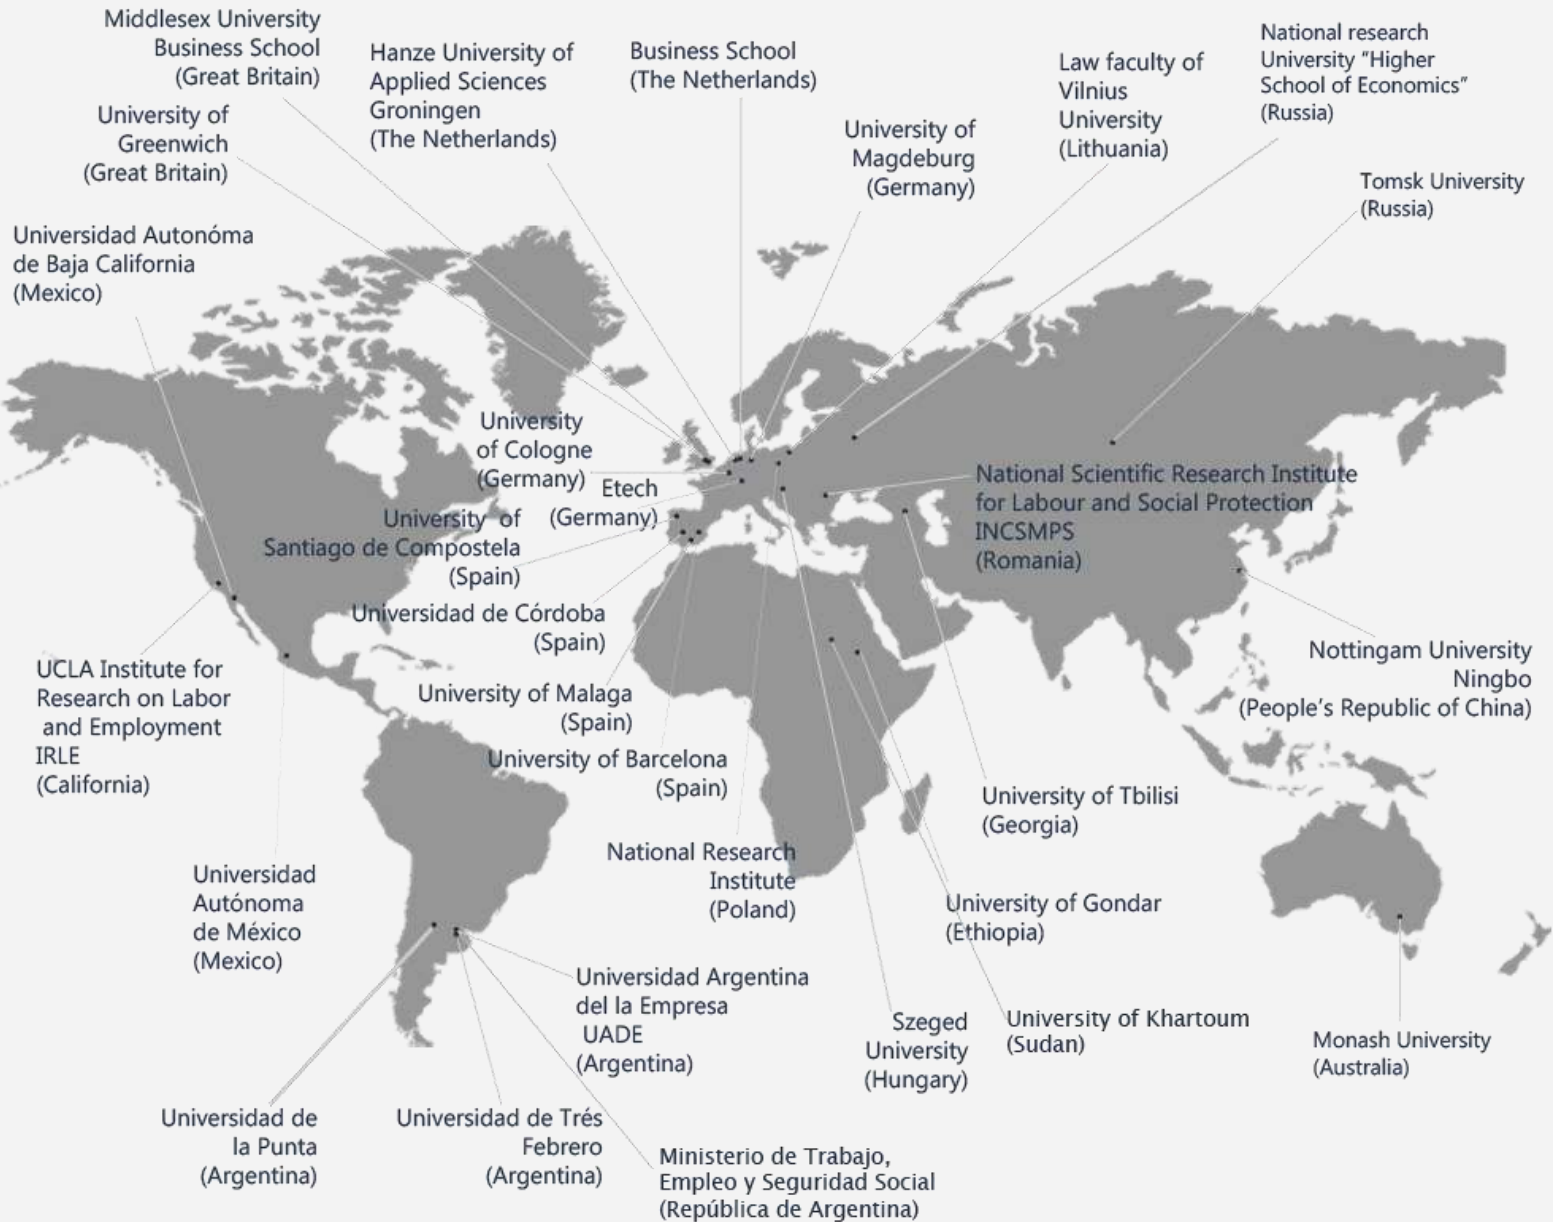 Middlesex University
Business School
(Great Britain)
Hanze University of
Applied Sciences
Groningen
(The Netherlands)
Business School
(The Netherlands)
Law faculty of
Vilnius
University
(Lithuania)
National research
University “Higher
School of Economics”
(Russia)
University of
Greenwich
(Great Britain)
University of
Magdeburg
(Germany)
Tomsk University
(Russia)
Universidad Autonóma
de Baja California
(Mexico)
University
of Cologne
(Germany)
Etech
(Germany)
National Scientific Research Institute
for Labour and Social Protection
INCSMPS
(Romania)
University of
Santiago de Compostela
(Spain)
Universidad de Córdoba
(Spain)
UCLA Institute for
Research on Labor
and Employment
IRLE
(California)
University of Malaga
(Spain)
Nottingam University
Ningbo
(People’s Republic of China)
University of Barcelona
(Spain)
University of Tbilisi
(Georgia)
National Research
Institute
(Poland)
Universidad
Autónoma
de México
(Mexico)
University of Gondar
(Ethiopia)
Universidad Argentina
del la Empresa
UADE
(Argentina)
Szeged
University
(Hungary)
University of Khartoum
(Sudan)
Monash University
(Australia)
Universidad de
la Punta
(Argentina)
Universidad de Trés
Febrero
(Argentina)
Ministerio de Trabajo,
Empleo y Seguridad Social
(República de Argentina)